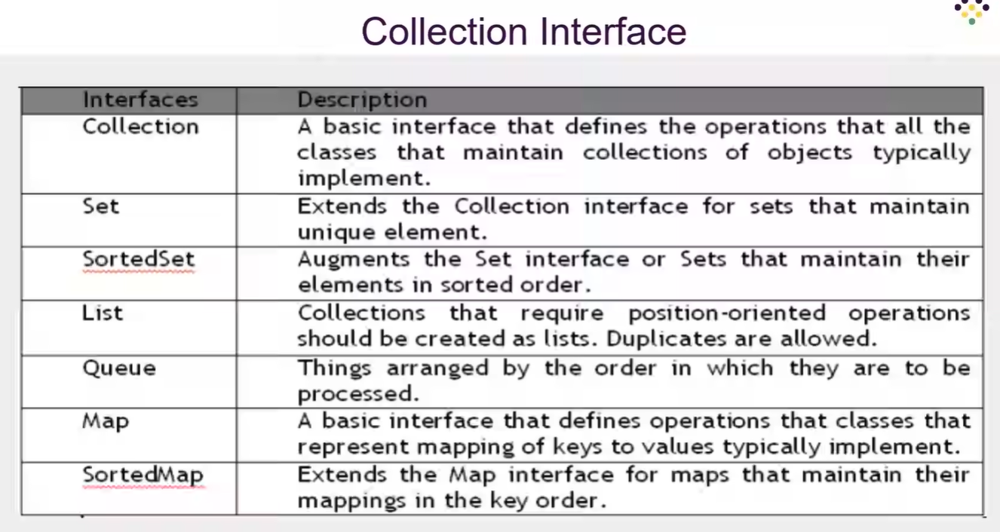 Collection Interface
Interfaces
Description
Collection
A basic interface that defines the operations that all the
classes that maintain collections of objects typically
implement.
Set
Extends the Collection interface for sets that maintain
unique element.
SortedSet
Augments the Set interface or Sets that maintain their
elements in sorted order.
List
Collections that require position-oriented operations
should be created as lists. Duplicates are allowed.
Queue
Things arranged by the order in which they are to be
processed.
Map
A basic interface that defines operations that classes that
represent mapping of keys to values typically implement.
SortedMap
Extends the Map interface for maps that maintain their
mappings in the key order.